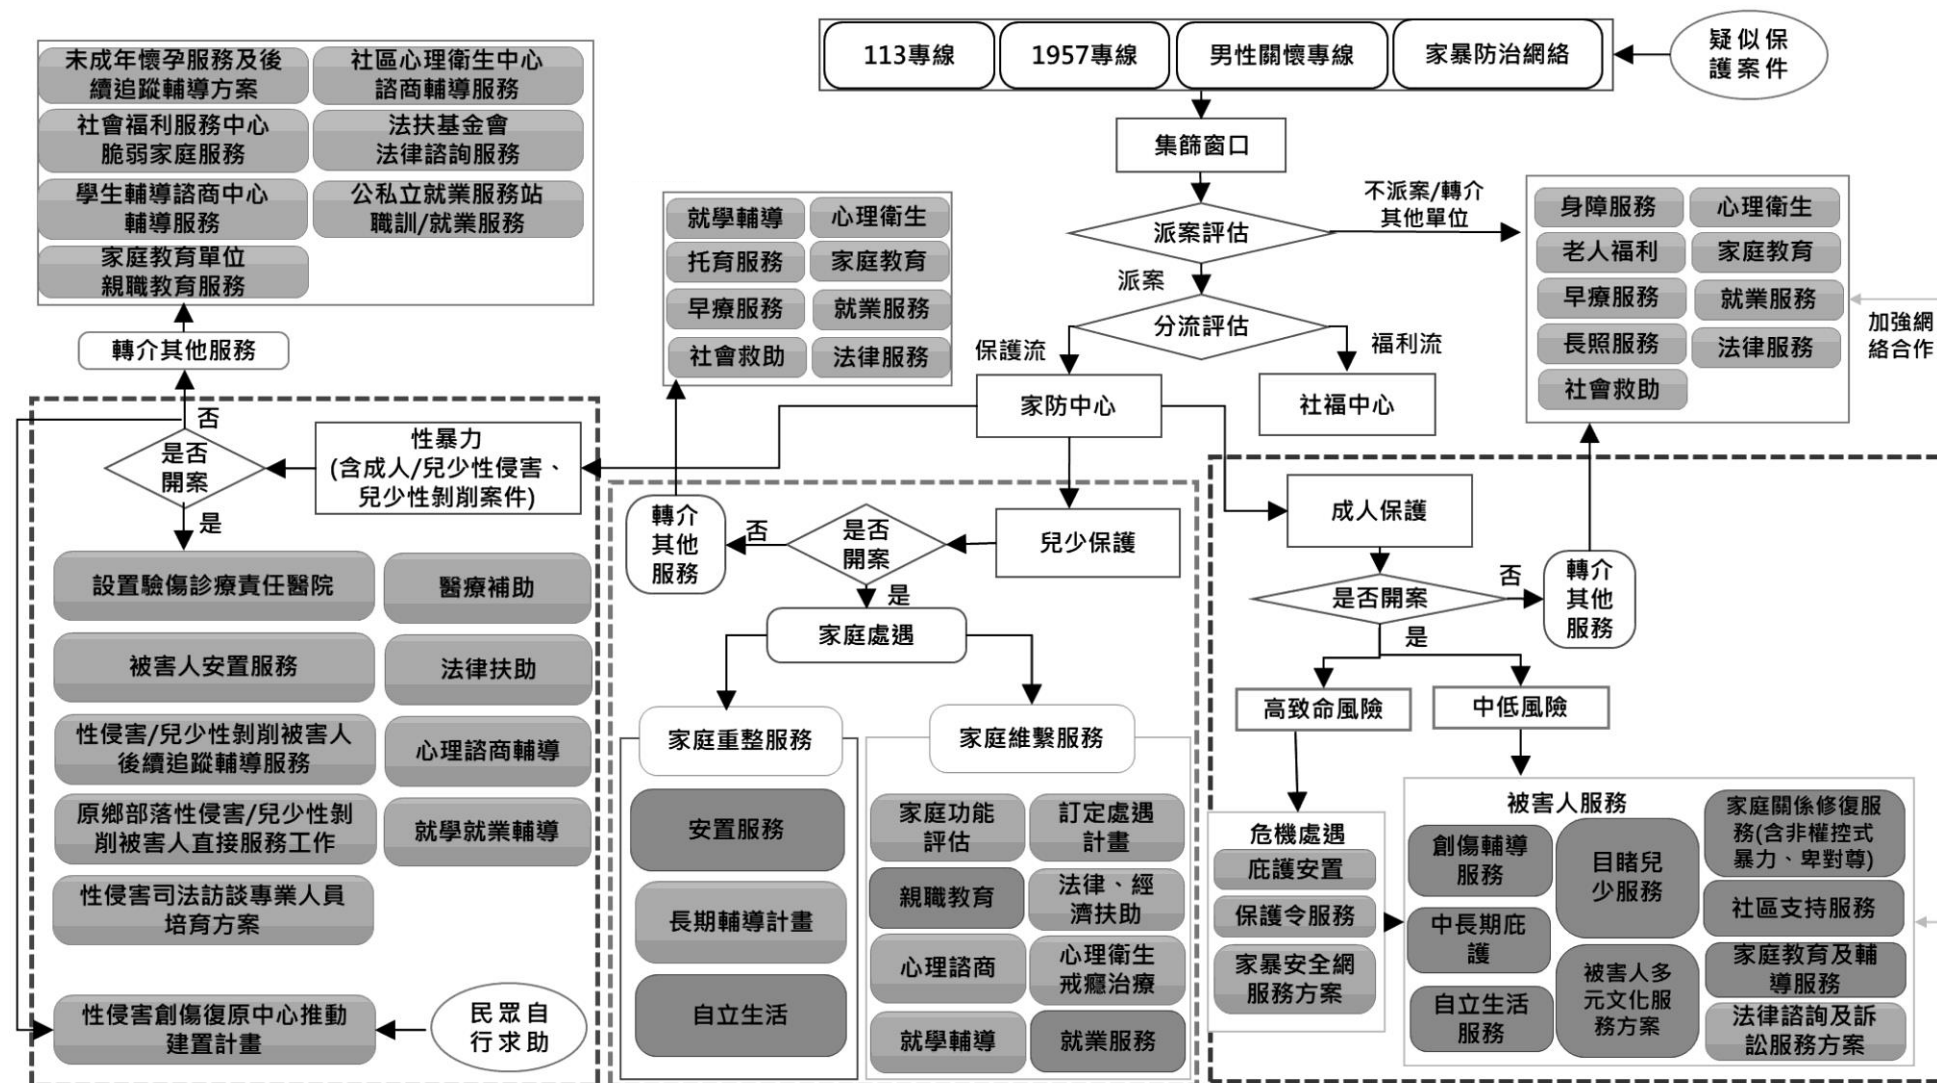 113專線
1957專線
男性關懷專線
家暴防治網絡
疑似保
護案件
集篩窗口
派案評估
不派案/轉介
其他單位
派案
分流評估
保護流
福利流
家防中心
社福中心
身障服務
心理衛生
老人福利
家庭教育
早療服務
就業服務
長照服務
法律服務
社會救助
加強網
絡合作
未成年懷孕服務及後
續追蹤輔導方案
社區心理衛生中心
諮商輔導服務
社會福利服務中心
脆弱家庭服務
法扶基金會
法律諮詢服務
學生輔導諮商中心
輔導服務
公私立就業服務站
職訓/就業服務
家庭教育單位
親職教育服務
轉介其他服務
否
是否
開案
是
性暴力
(含成人/兒少性侵害、
兒少性剝削案件)
設置驗傷診療責任醫院
醫療補助
被害人安置服務
法律扶助
性侵害/兒少性剝削被害人
後續追蹤輔導服務
心理諮商輔導
原鄉部落性侵害/兒少性剝
削被害人直接服務工作
就學就業輔導
性侵害司法訪談專業人員
培育方案
性侵害創傷復原中心推動
建置計畫
民眾自
行求助
就學輔導
心理衛生
托育服務
家庭教育
早療服務
就業服務
社會救助
法律服務
轉介
其他
服務
否
是否
開案
兒少保護
是
家庭處遇
家庭重整服務
家庭維繫服務
安置服務
長期輔導計畫
自立生活
家庭功能
評估
訂定處遇
計畫
親職教育
法律、經
濟扶助
心理諮商
心理衛生
戒癮治療
就學輔導
就業服務
成人保護
是否開案
否
轉介
其他
服務
是
高致命風險
中低風險
危機處遇
庇護安置
保護令服務
家暴安全網
服務方案
被害人服務
創傷輔導
服務
目睹兒
少服務
家庭關係修復服
務(含非權控式
暴力、卑對尊)
社區支持服務
中長期庇
護
家庭教育及輔
導服務
自立生活
服務
被害人多
元文化服
務方案
法律諮詢及訴
訟服務方案